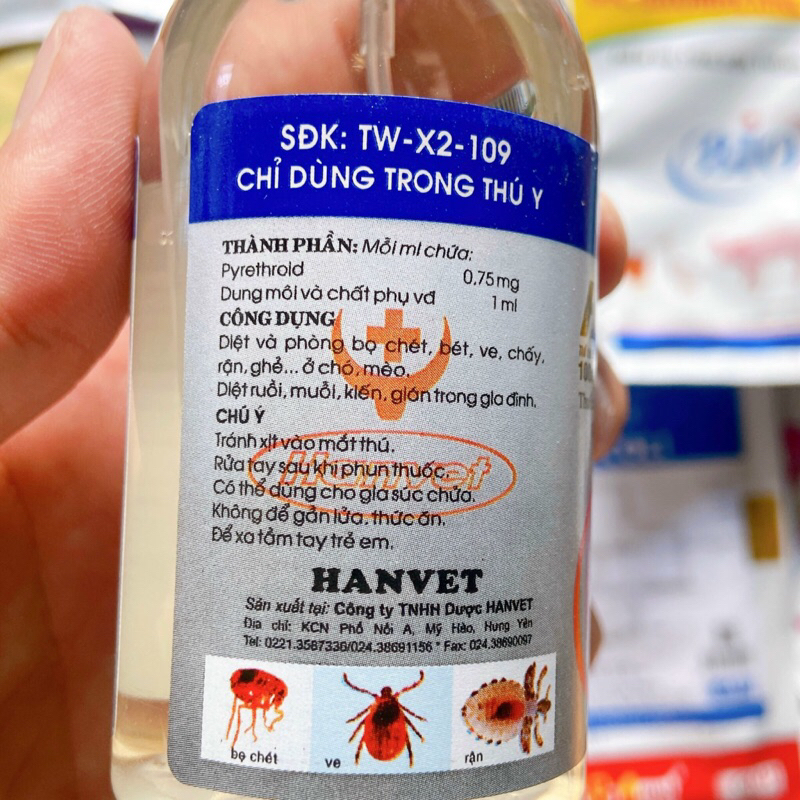 SĐK: TW-X2-109
CHỈ DÙNG TRONG THÚ Y
THÀNH PHẦN: Mỗi ml chứa:
Pyrethroid 0,75mg
Dung môi và chất phụ vđ 1 ml
CÔNG DỤNG
Diệt và phòng bọ chét, bét, ve, chấy,
rận, ghẻ... ở chó, mèo.
Diệt ruồi, muỗi, kiến, gián trong gia đình.
CHÚ Ý
Tránh xịt vào mắt thú.
Rửa tay sau khi phun thuốc.
Có thể dùng cho gia súc chửa.
Không để gần lửa, thức ăn.
Để xa tầm tay trẻ em.
Hanvet
HANVET
Sản xuất tại: Công ty TNHH Dược HANVET
Địa chỉ: KCN Phố Nối A, Mỹ Hào, Hưng Yên
Tel: 0221.3587336/024.38691156 * Fax: 024.38690097
bọ chét ve rận